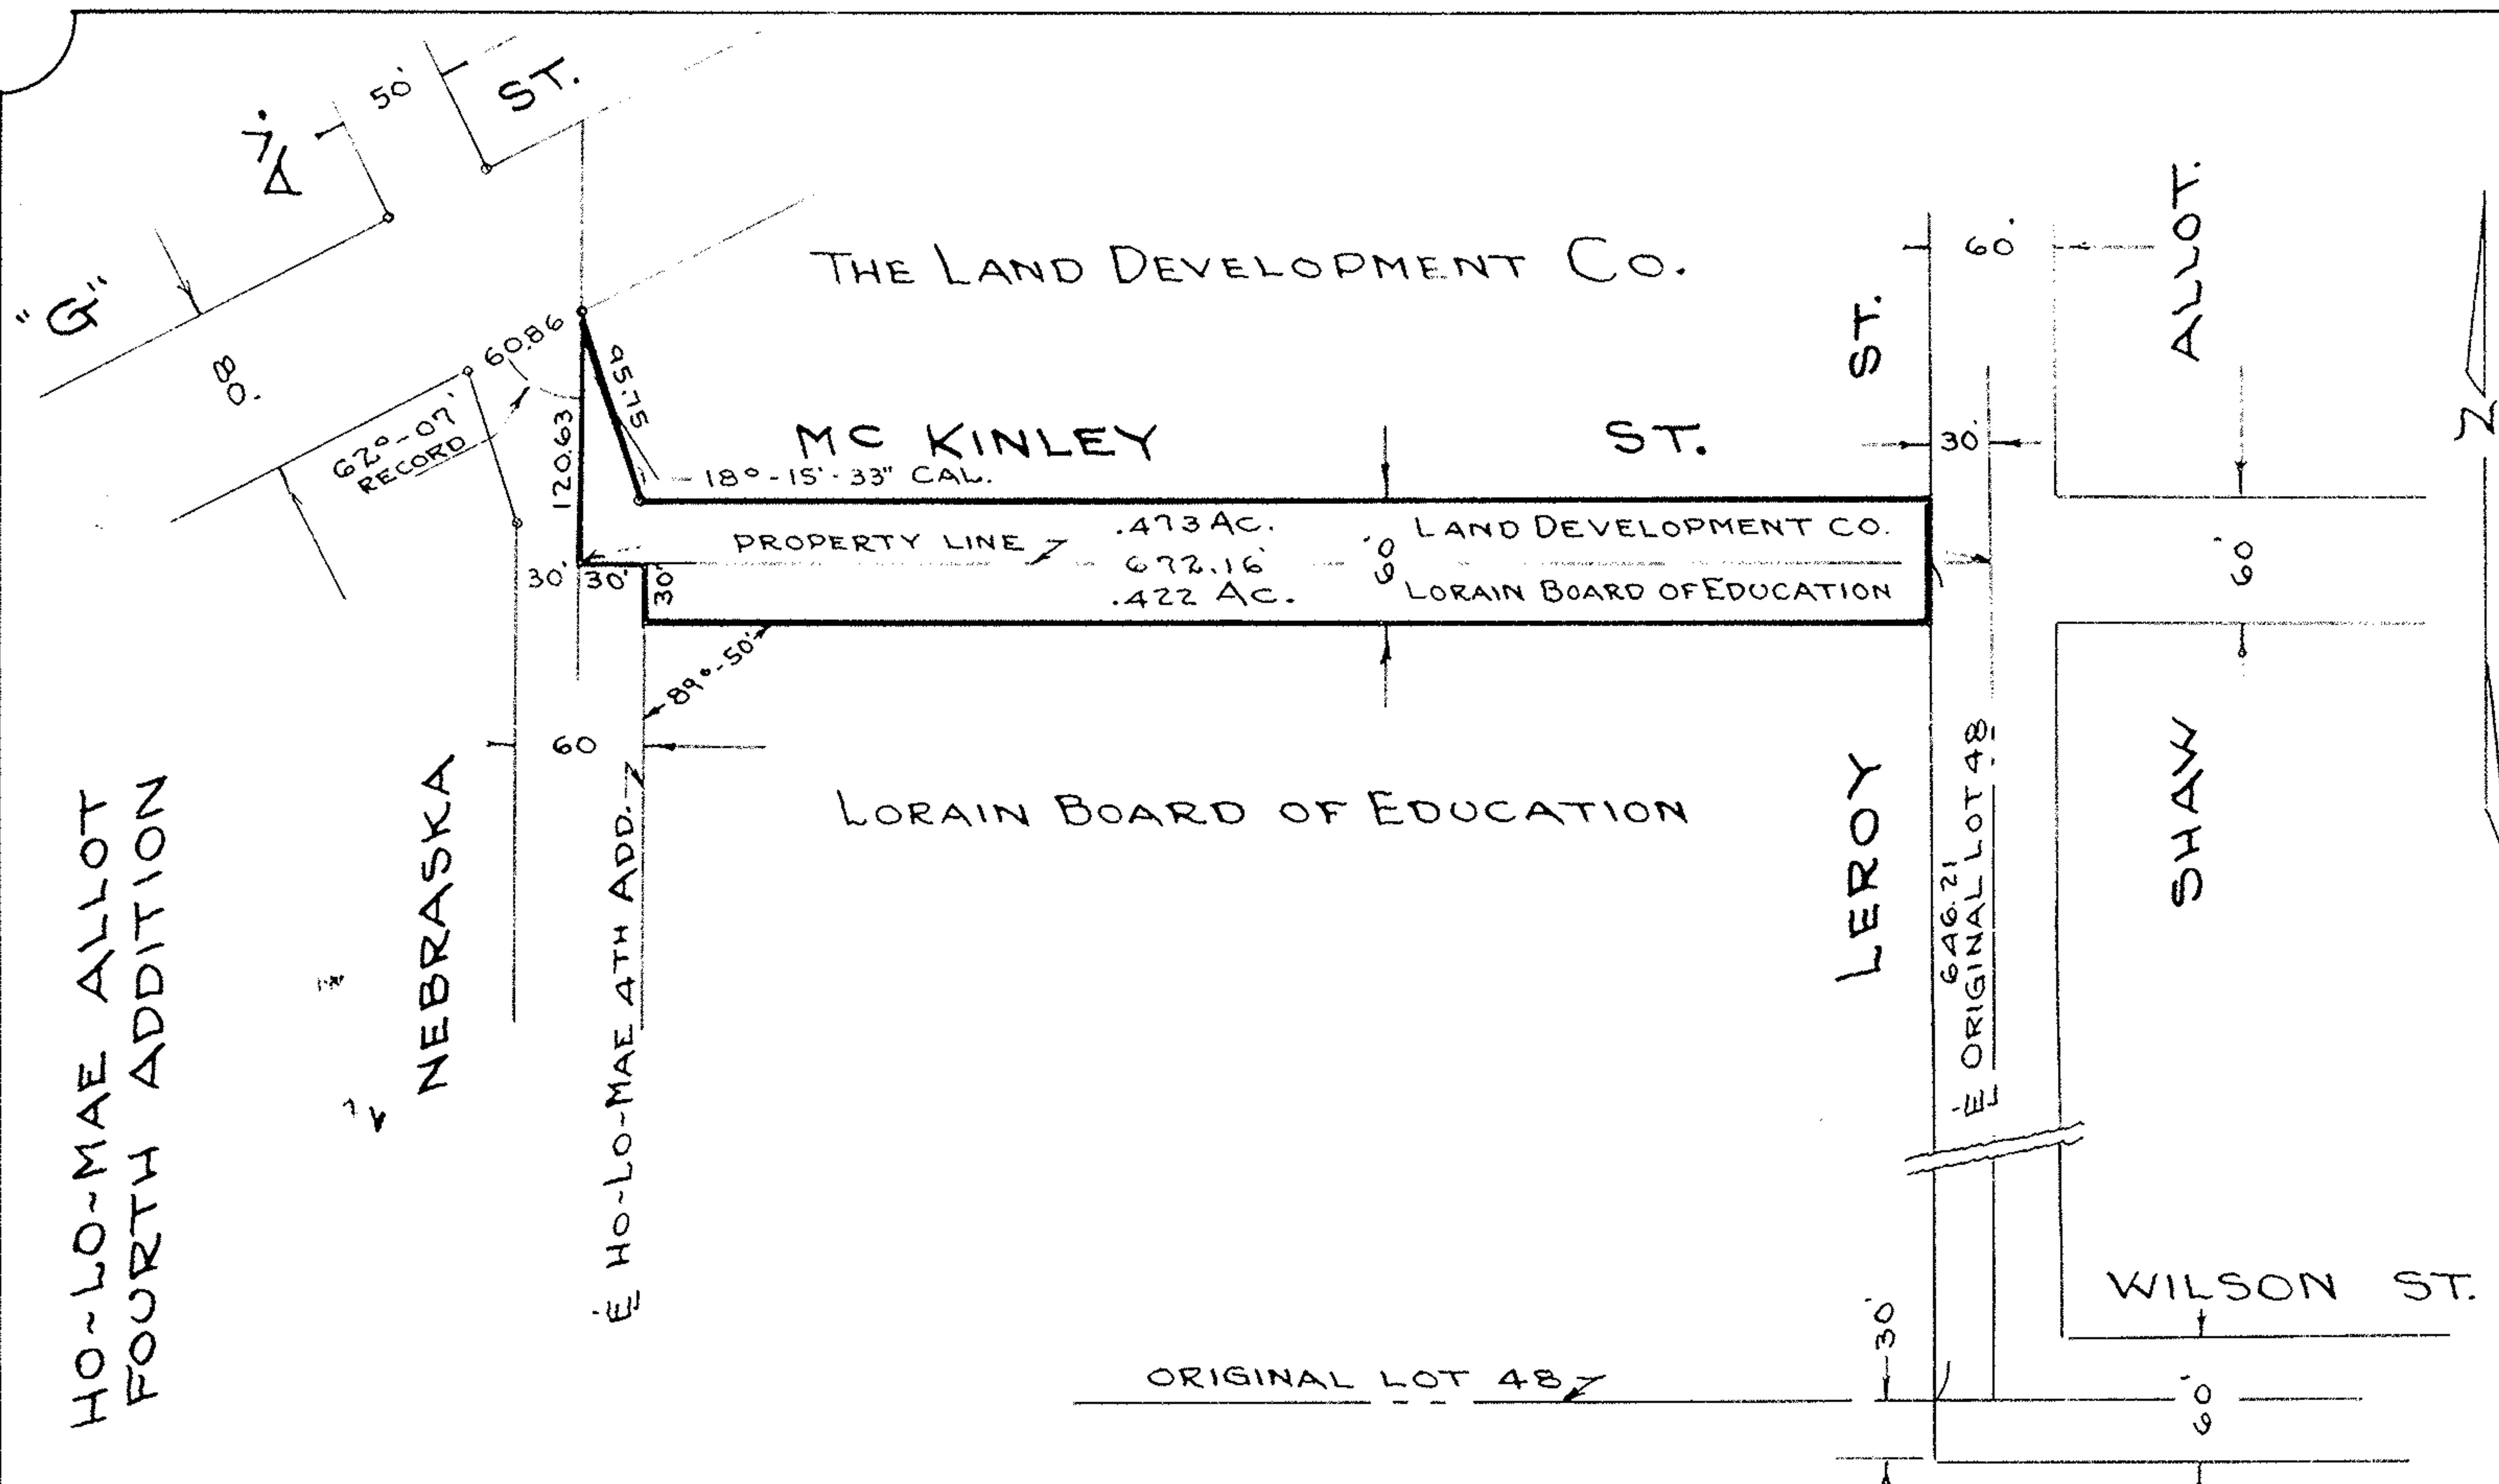 50'
ST.
"G"
80'
60.86
62°-07'
RECORD
120.63
95.75
THE LAND DEVELOPMENT CO.
MC KINLEY ST.
18°-15'-33" CAL.
PROPERTY LINE
.473 AC.
672.16'
.422 AC.
60'
LAND DEVELOPMENT CO.
LORAIN BOARD OF EDUCATION
30'
30'
30'
89°-50'
60
NEBRASKA
HO-LO-MAE ALLOT
FOURTH ADDITION
E HO-LO-MAE 4TH ADD.
LORAIN BOARD OF EDUCATION
LEROY ST.
60'
30'
646.21
E ORIGINAL LOT 48
SHAW ALLOT.
60'
N
WILSON ST.
30'
60'
ORIGINAL LOT 48